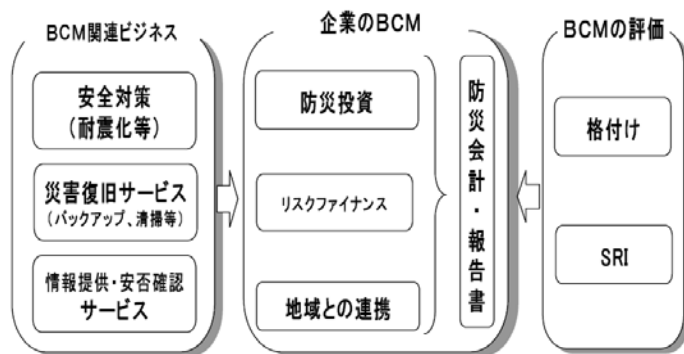 BCM関連ビジネス
安全対策
(耐震化等)
災害復旧サービス
(バックアップ、清掃等)
情報提供・安否確認
サービス
企業のBCM
防災投資
リスクファイナンス
地域との連携
防災会計・報告書
BCMの評価
格付け
SRI